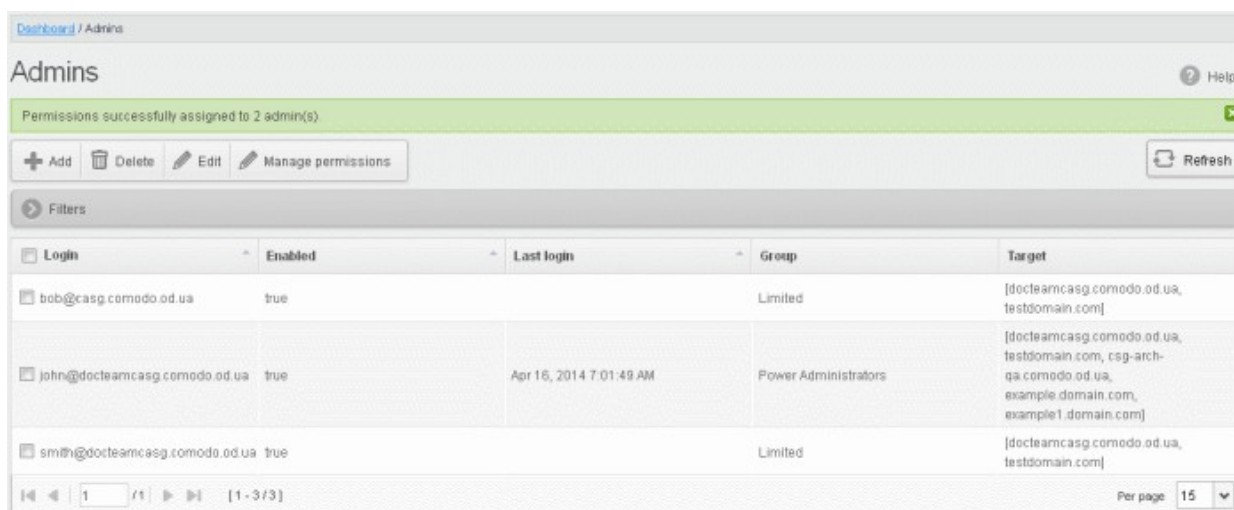 Dashboard / Admins
Admins
Help
Permissions successfully assigned to 2 admin(s).
Add Delete Edit Manage permissions Refresh
Filters
Login Enabled Last login Group Target
bob@casg.comodo.od.ua true Limited [docteamcasg.comodo.od.ua,
testdomain.com]
[docteamcasg.comodo.od.ua,
testdomain.com, csg-arch-
john@docteamcasg.comodo.od.ua true Apr 16, 2014 7:01:49 AM Power Administrators qa.comodo.od.ua,
example.domain.com,
example1.domain.com]
smith@docteamcasg.comodo.od.ua true Limited [docteamcasg.comodo.od.ua,
testdomain.com]
1 /1 [1 - 3 / 3] Per page 15